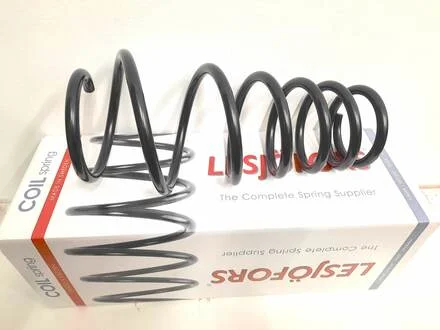 COIL spring
LESJÖFORS
The Complete Spring Supplier
The Complete Spring Supplier
LESJÖFORS®
COIL spring